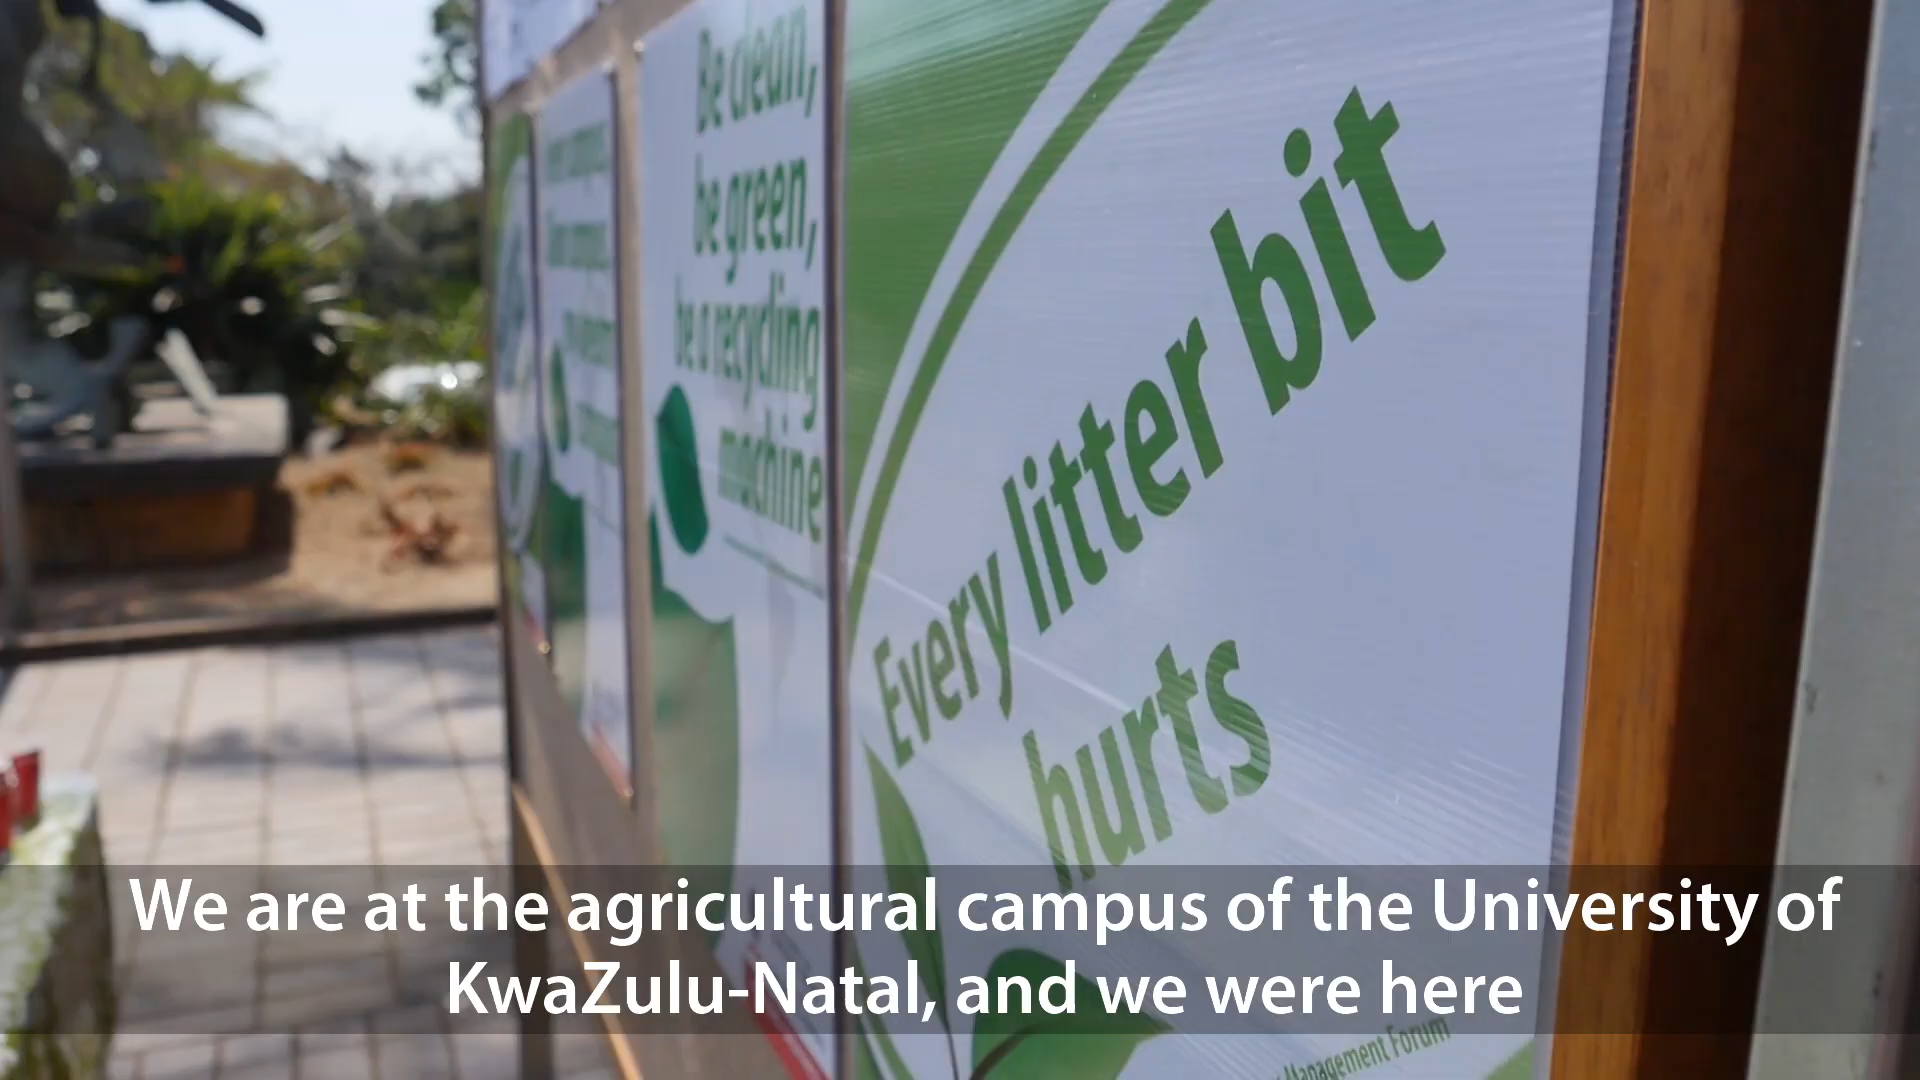 Be clean,
be green,
be a recycling
machine
Every litter bit
hurts
Management Forum
We are at the agricultural campus of the University of
KwaZulu-Natal, and we were here